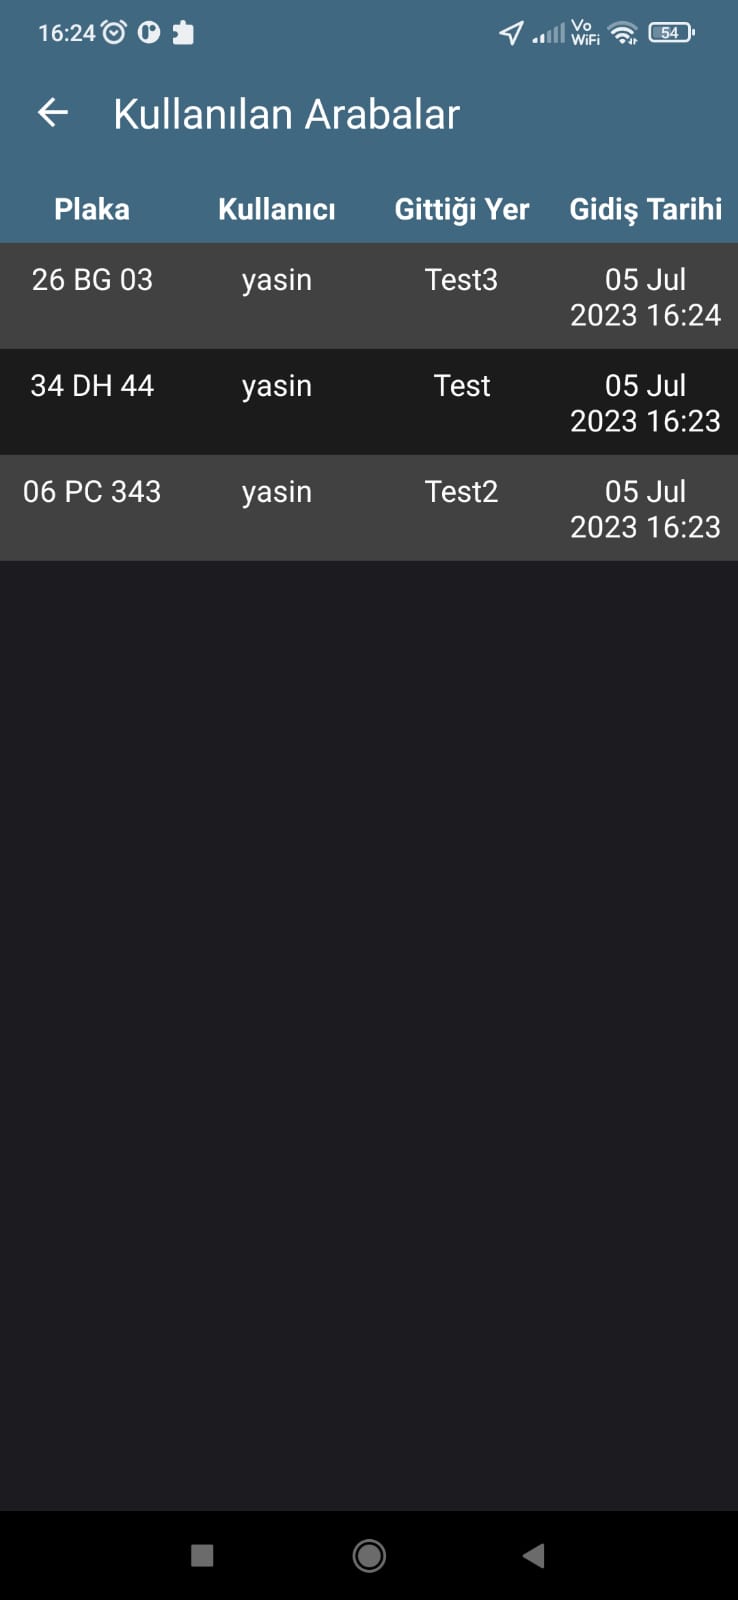 16:24 Vo WiFi 54
Kullanılan Arabalar
Plaka Kullanıcı Gittiği Yer Gidiş Tarihi
26 BG 03 yasin Test3 05 Jul
2023 16:24
34 DH 44 yasin Test 05 Jul
2023 16:23
06 PC 343 yasin Test2 05 Jul
2023 16:23